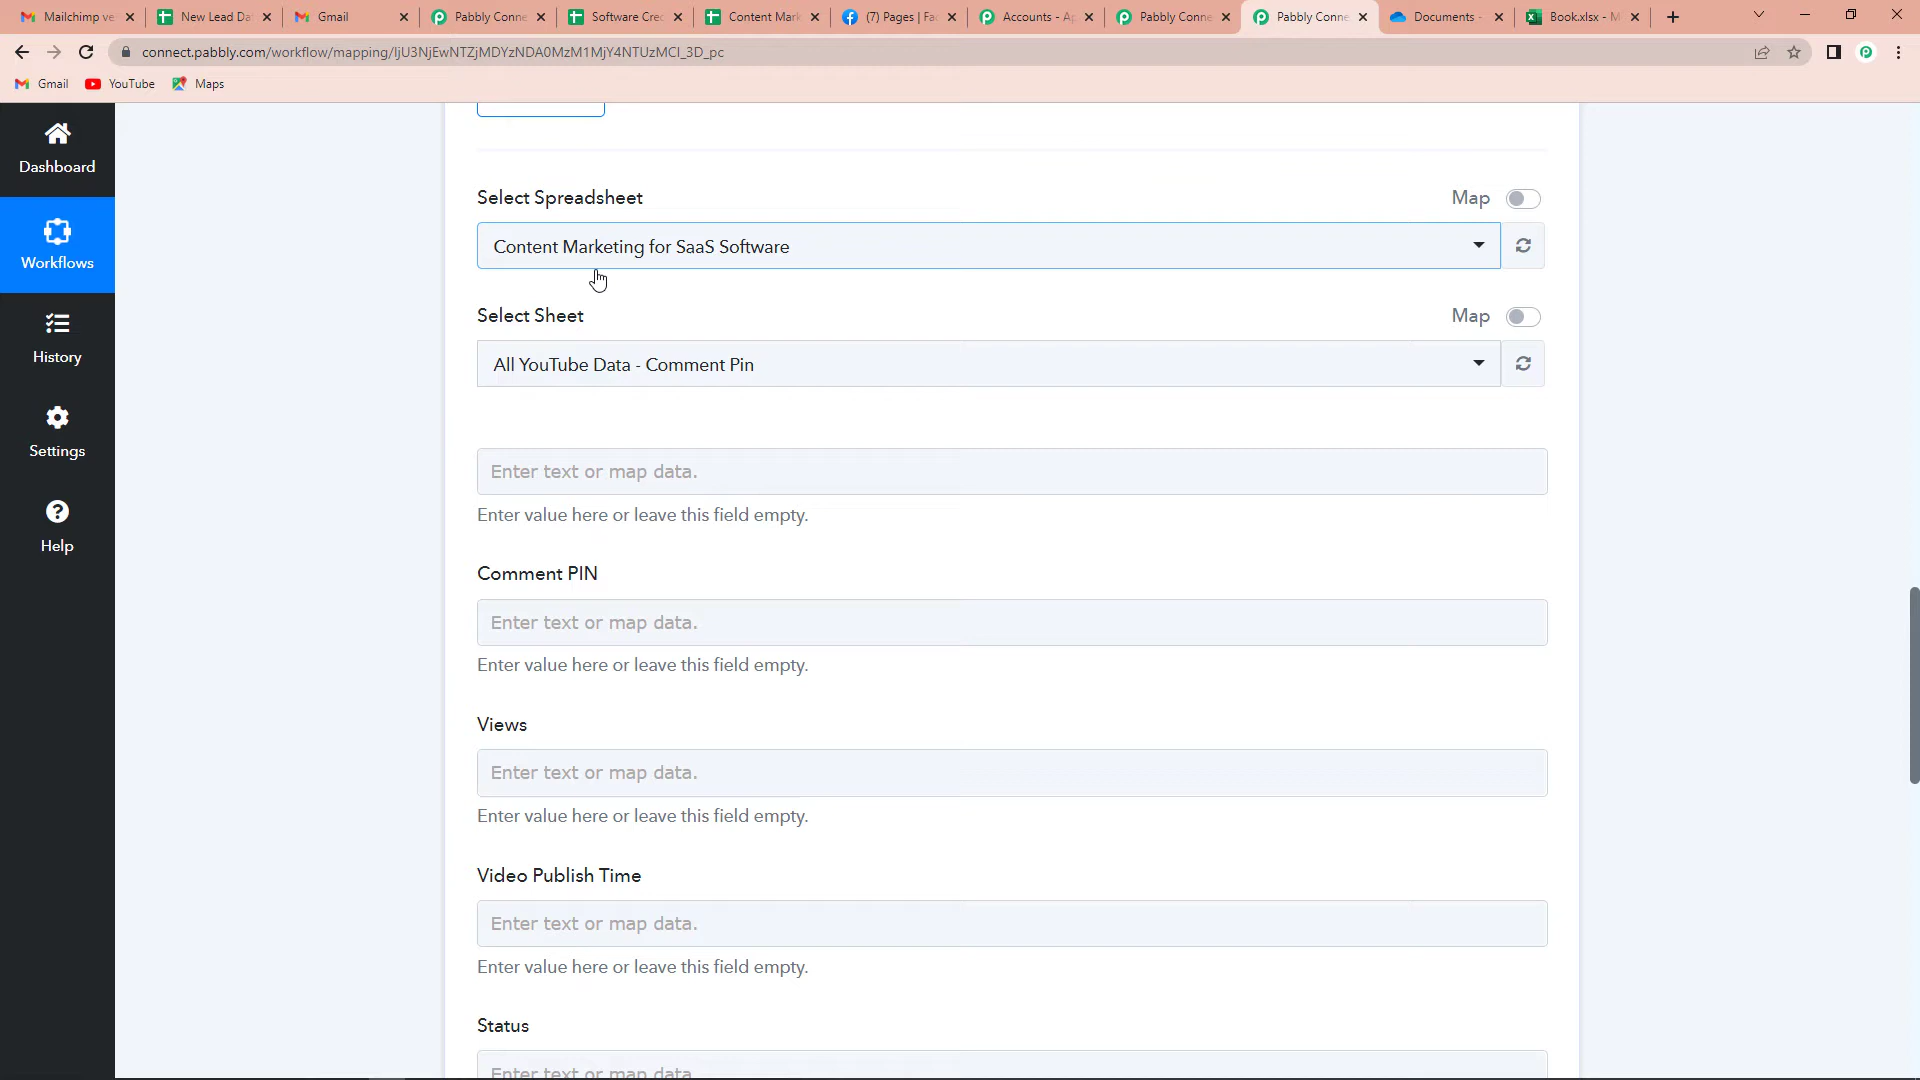 Mailchimp ve
New Lead Da
Gmail
Pabbly Conne
Software Cred
Content Mark
(7) Pages | Fa
Accounts - Ap
Pabbly Conne
Pabbly Conne
Documents -
Book.xlsx - M
connect.pabbly.com/workflow/mapping/IjU3NjEwNTZjMDYzNDA0MzM1MjY4NTUzMCI_3D_pc
Gmail
YouTube
Maps
Dashboard
Workflows
History
Settings
Help
Select Spreadsheet
Map
Content Marketing for SaaS Software
Select Sheet
Map
All YouTube Data - Comment Pin
Enter text or map data.
Enter value here or leave this field empty.
Comment PIN
Enter text or map data.
Enter value here or leave this field empty.
Views
Enter text or map data.
Enter value here or leave this field empty.
Video Publish Time
Enter text or map data.
Enter value here or leave this field empty.
Status
Enter text or map data.